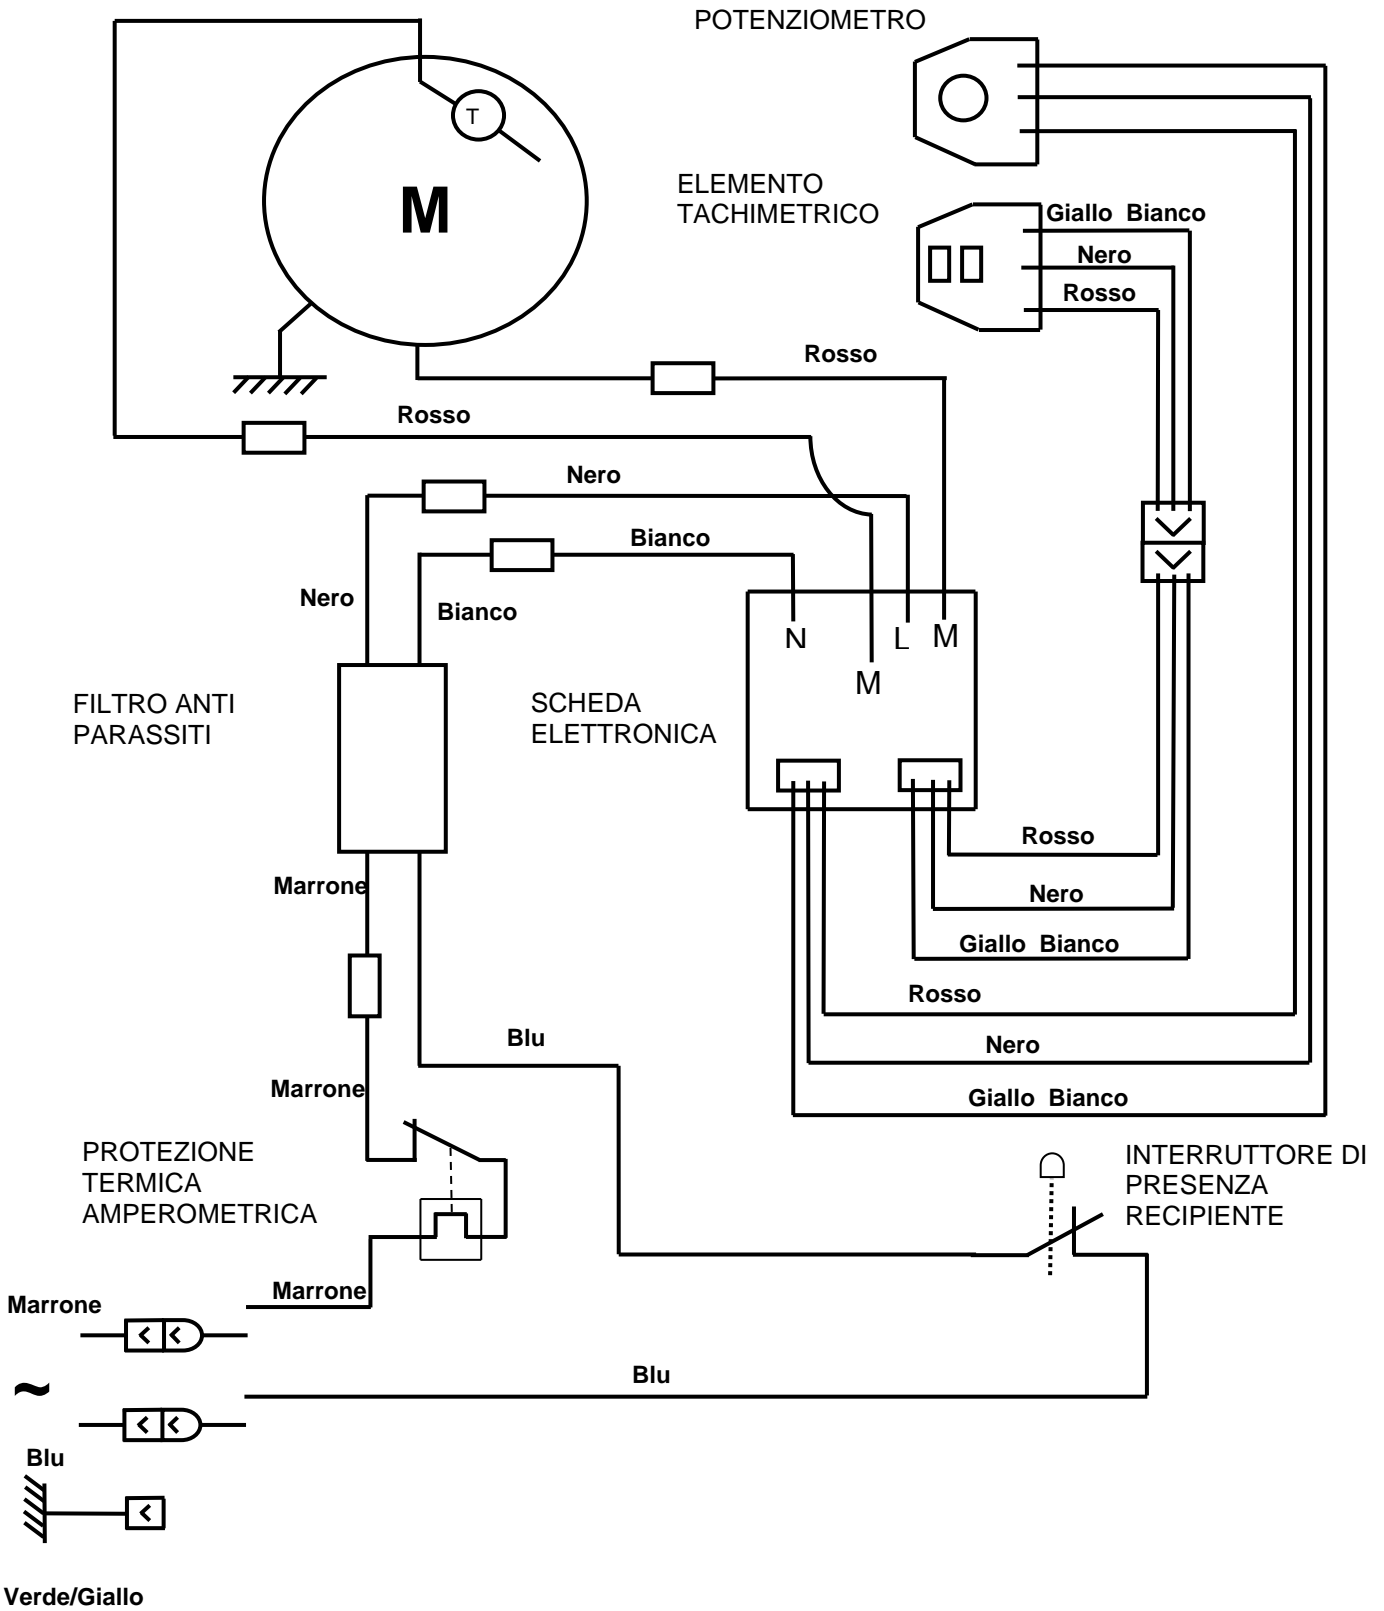 POTENZIOMETRO
T
M
ELEMENTO
TACHIMETRICO
Giallo Bianco
Nero
Rosso
Rosso
Rosso
Nero
Bianco
Nero
Bianco
N
L
M
M
FILTRO ANTI
PARASSITI
SCHEDA
ELETTRONICA
Rosso
Marrone
Nero
Giallo Bianco
Rosso
Blu
Nero
Marrone
Giallo Bianco
PROTEZIONE
TERMICA
AMPEROMETRICA
INTERRUTTORE DI
PRESENZA
RECIPIENTE
Marrone
Marrone
~
Blu
Blu
Verde/Giallo